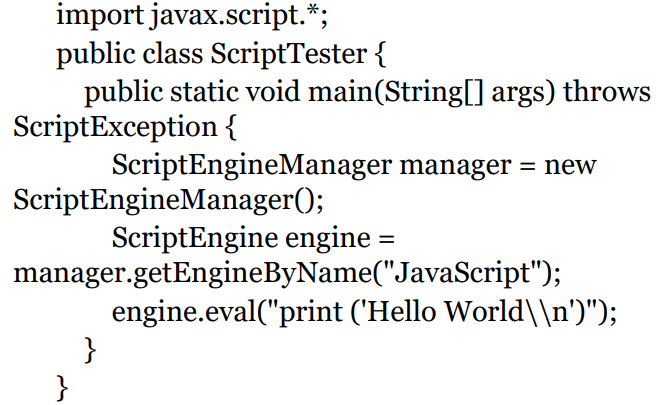 import javax.script.*;
public class ScriptTester {
public static void main(String[] args) throws
ScriptException {
ScriptEngineManager manager = new
ScriptEngineManager();
ScriptEngine engine =
manager.getEngineByName("JavaScript");
engine.eval("print ('Hello World\\n')");
}
}